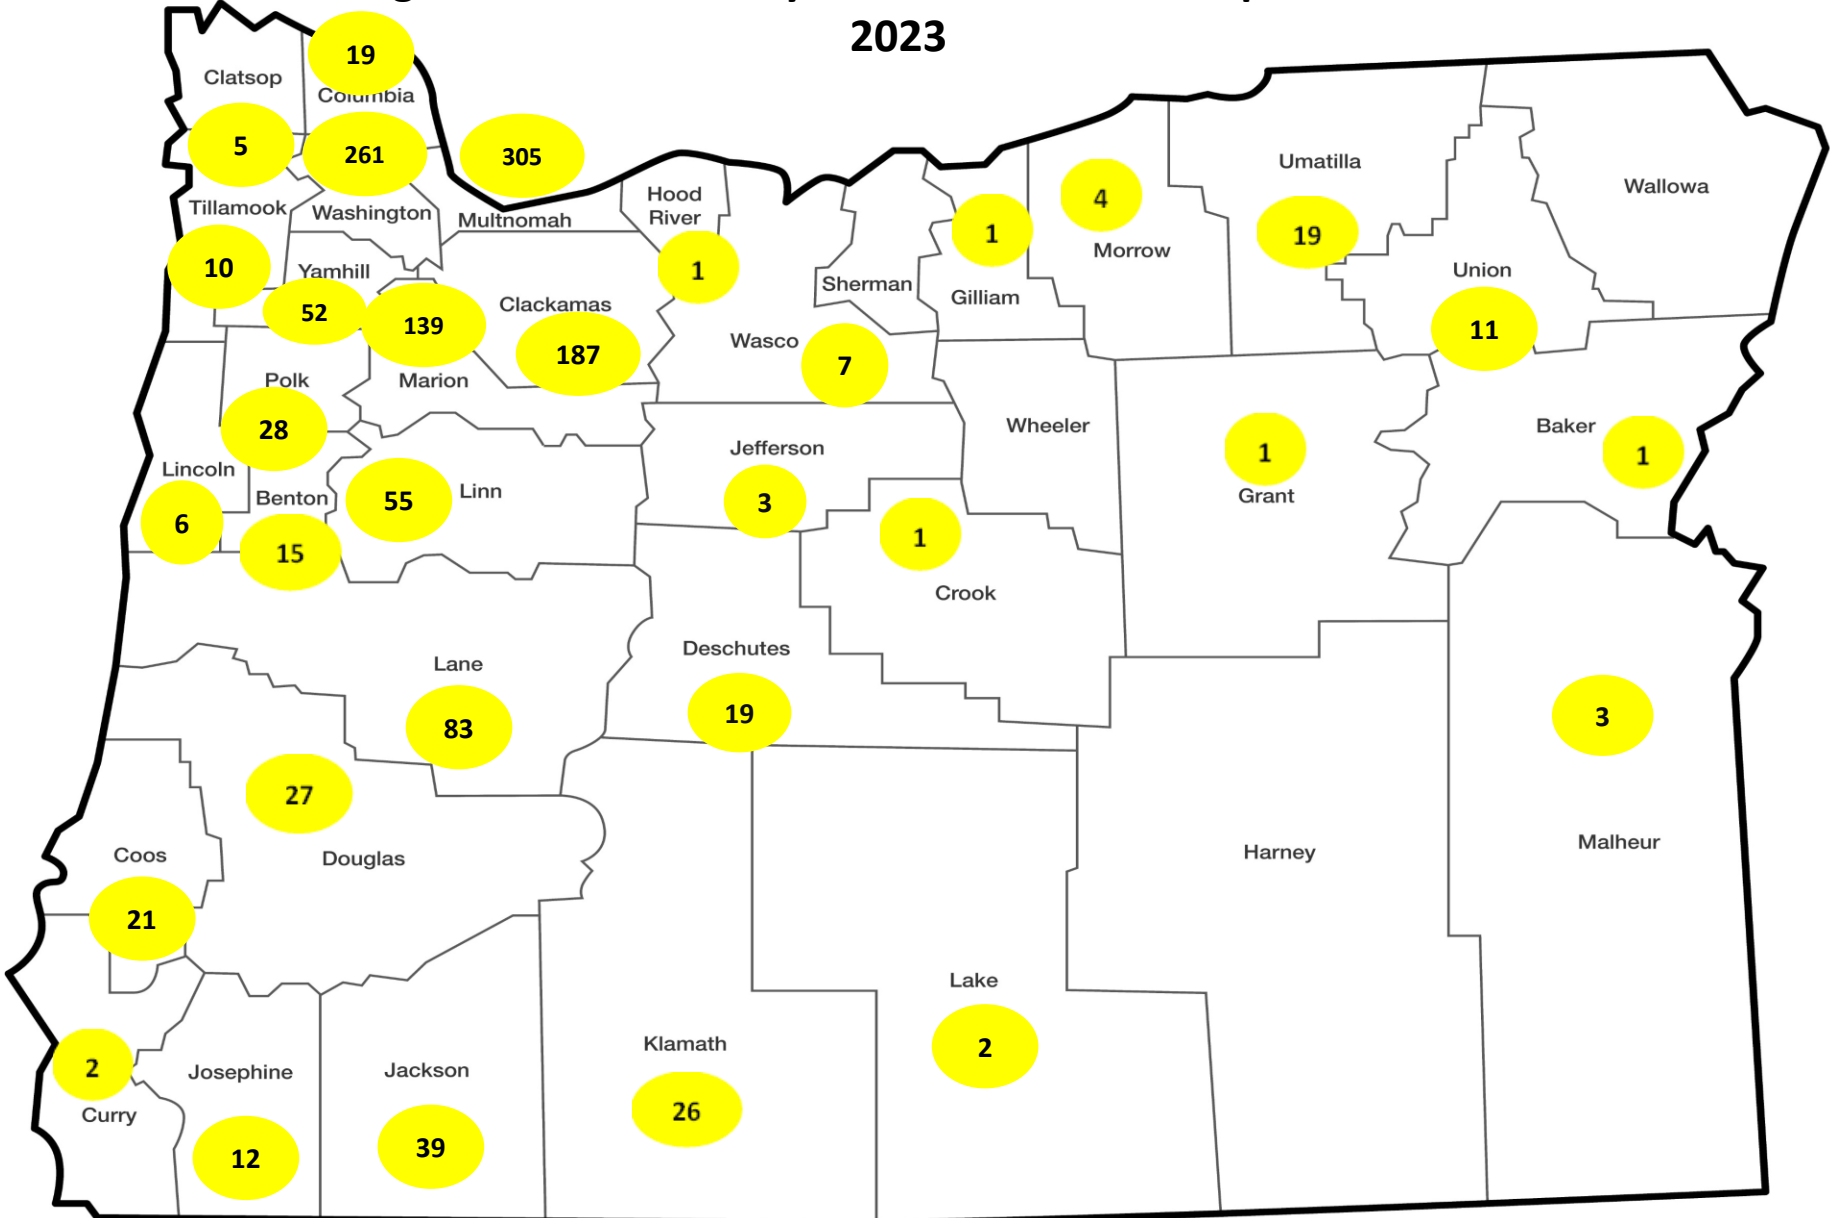 2023
19
Clatsop
Columbia
5
261
305
Umatilla
Wallowa
Hood
River
4
Tillamook
Washington
Multnomah
1
19
Morrow
10
Yamhill
1
Sherman
Gilliam
Union
52
139
Clackamas
187
Wasco
7
11
Polk
Marion
28
Wheeler
Baker
1
Jefferson
1
Grant
Lincoln
Benton
55
Linn
3
6
15
1
Crook
Deschutes
Lane
83
19
3
27
Douglas
Coos
21
Harney
Malheur
Lake
2
Klamath
26
2
Curry
Josephine
12
Jackson
39